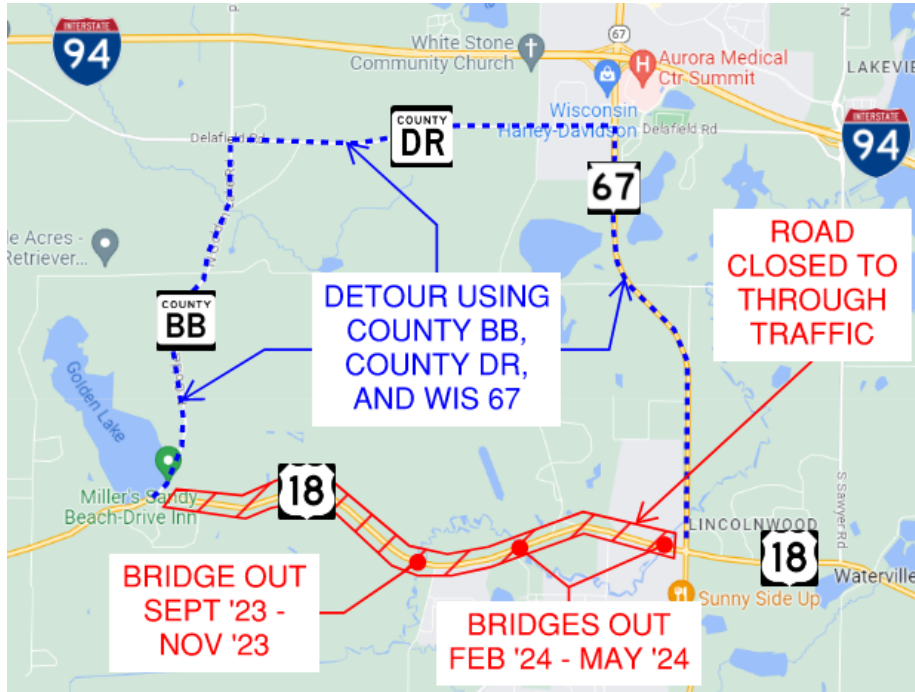 INTERSTATE
94
67
White Stone
Community Church
Aurora Medical
Ctr Summit
LAKEVIE
Wisconsin
Harley-Davidson
COUNTY
DR
Delafield Rd
Delafield Rd
INTERSTATE
94
67
ROAD
CLOSED TO
THROUGH
TRAFFIC
le Acres -
Retriever...
COUNTY
BB
DETOUR USING
COUNTY BB,
COUNTY DR,
AND WIS 67
Golden Lake
Miller's Sandy
Beach-Drive Inn
18
S Sawyer Rd
LINCOLNWOOD
18
Waterville
Sunny Side Up
BRIDGE OUT
SEPT '23 -
NOV '23
BRIDGES OUT
FEB '24 - MAY '24